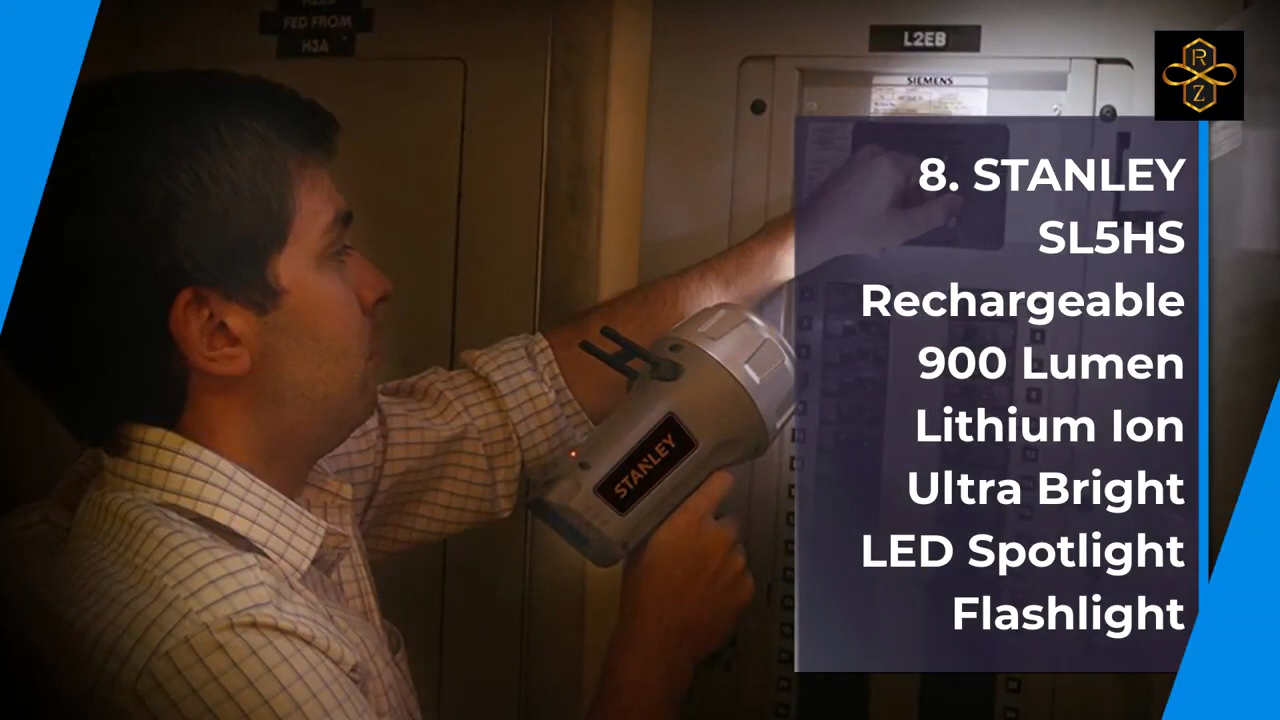 FED FROM
H3A
L2EB
SIEMENS
R
Z
8. STANLEY
SL5HS
Rechargeable
900 Lumen
Lithium Ion
Ultra Bright
LED Spotlight
Flashlight
STANLEY